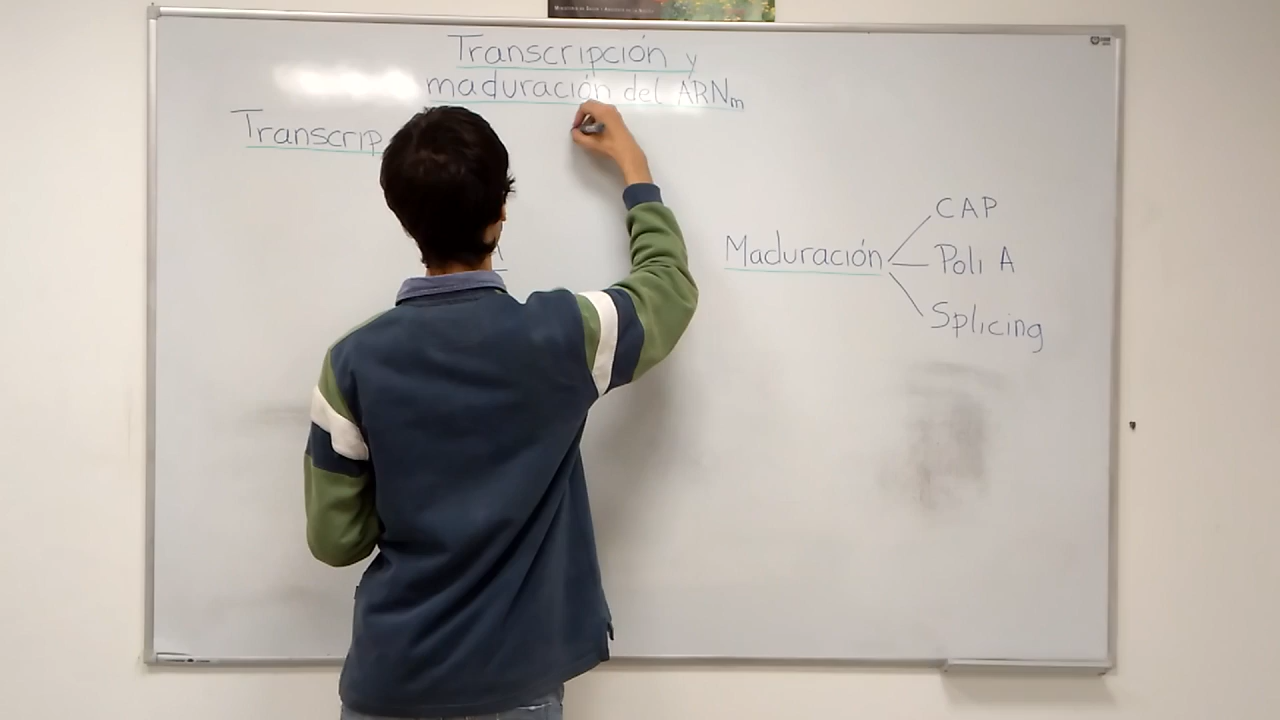 Transcripción y
maduración del ARNm
Transcrip
CAP
Maduración
Poli A
Splicing